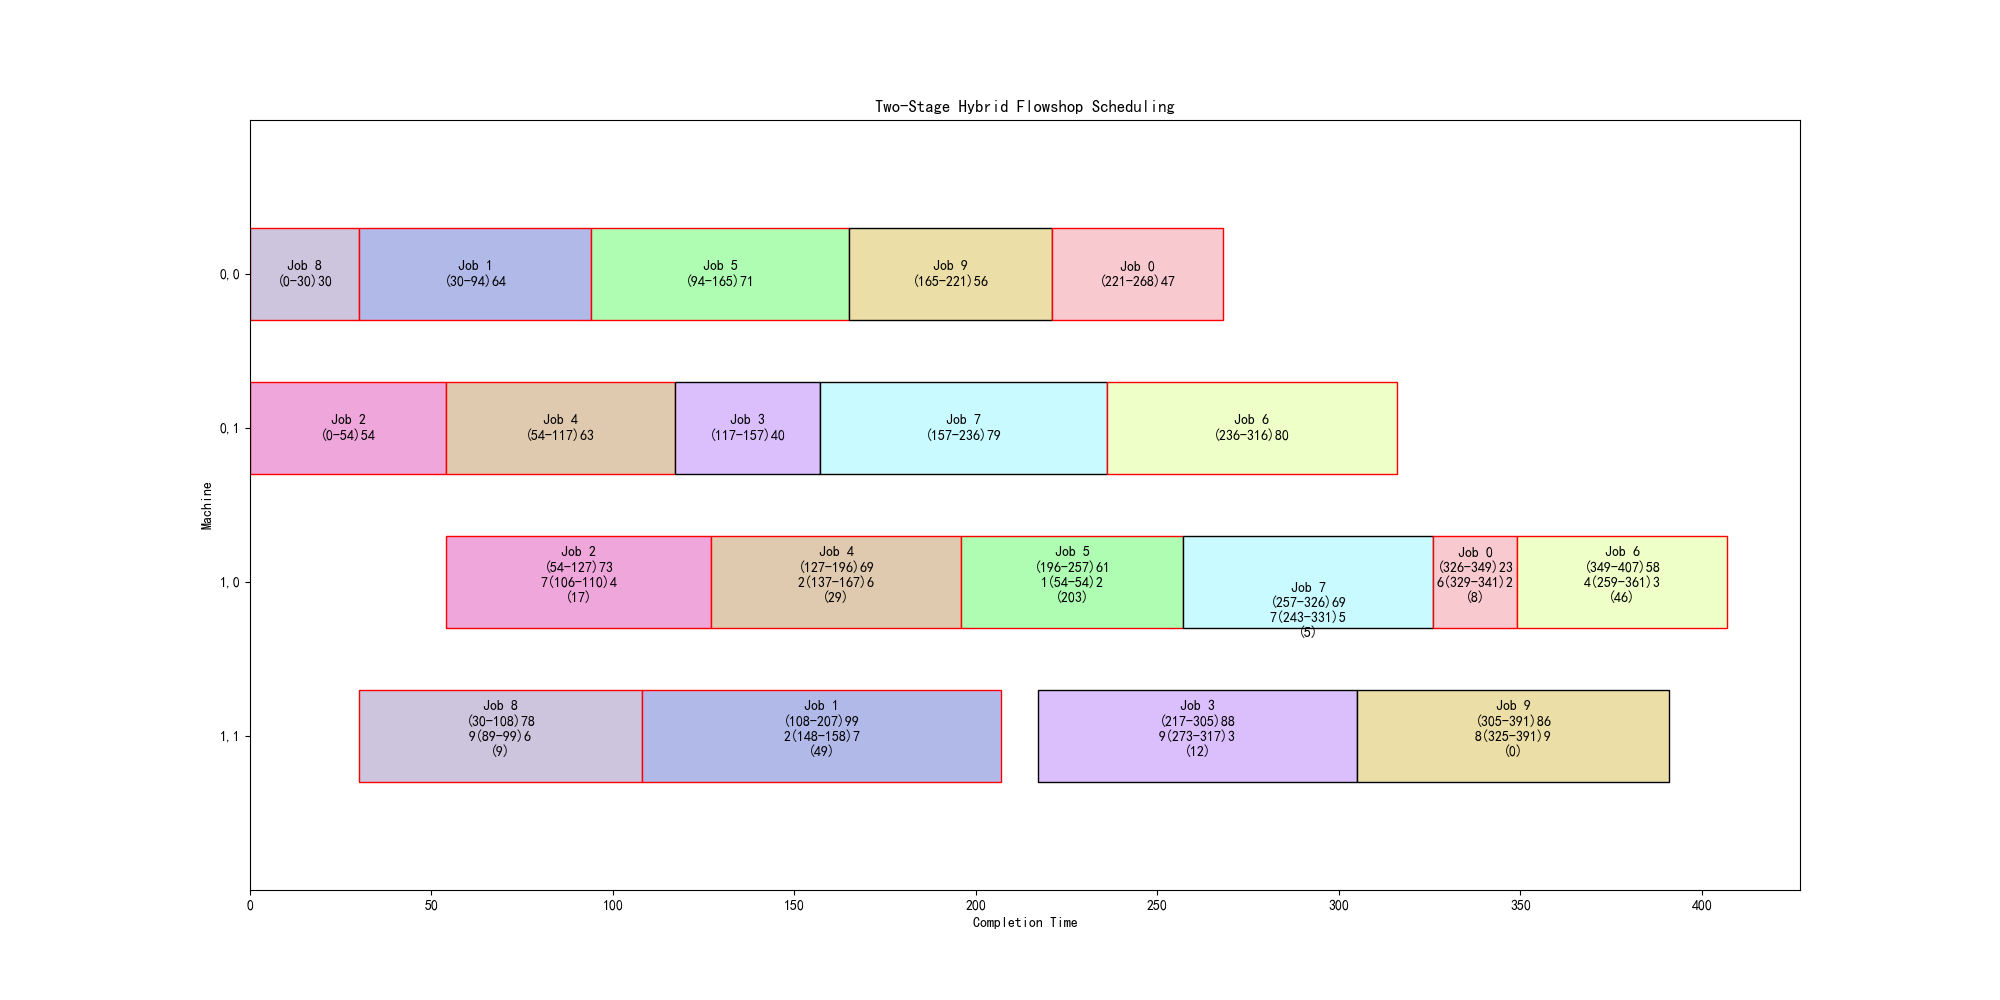 Two-Stage Hybrid Flowshop Scheduling
Machine
0,0
Job 8
(0-30)30
Job 1
(30-94)64
Job 5
(94-165)71
Job 9
(165-221)56
Job 0
(221-268)47
0,1
Job 2
(0-54)54
Job 4
(54-117)63
Job 3
(117-157)40
Job 7
(157-236)79
Job 6
(236-316)80
1,0
Job 2
(54-127)73
7(106-110)4
(17)
Job 4
(127-196)69
2(137-167)6
(29)
Job 5
(196-257)61
1(54-54)2
(203)
Job 7
(257-326)69
7(243-331)5
(5)
Job 0
(326-349)23
6(329-341)2
(8)
Job 6
(349-407)58
4(259-361)3
(46)
1,1
Job 8
(30-108)78
9(89-99)6
(9)
Job 1
(108-207)99
2(148-158)7
(49)
Job 3
(217-305)88
9(273-317)3
(12)
Job 9
(305-391)86
8(325-391)9
(0)
0
50
100
150
200
250
300
350
400
Completion Time